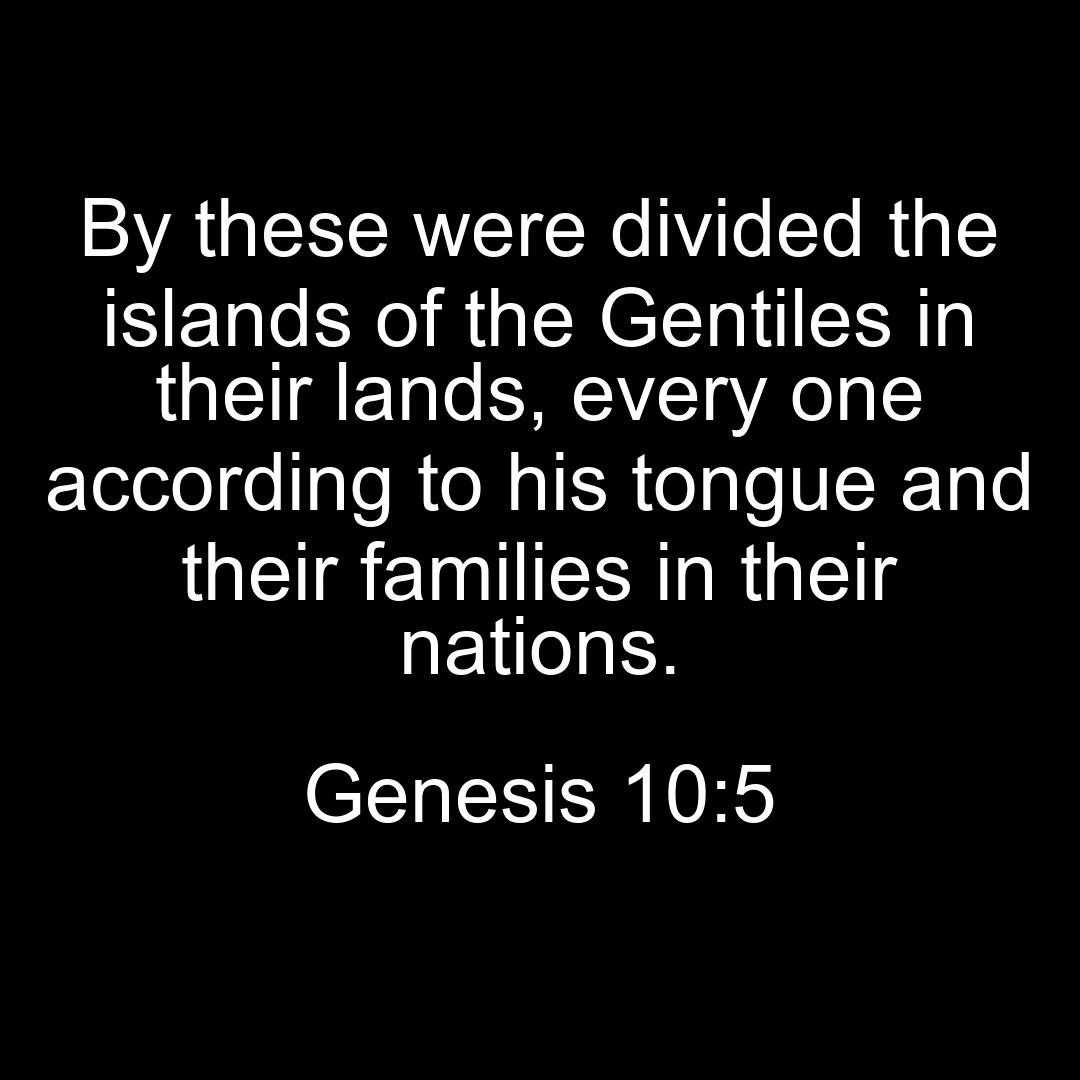 By these were divided the
islands of the Gentiles in
their lands, every one
according to his tongue and
their families in their
nations.
Genesis 10:5